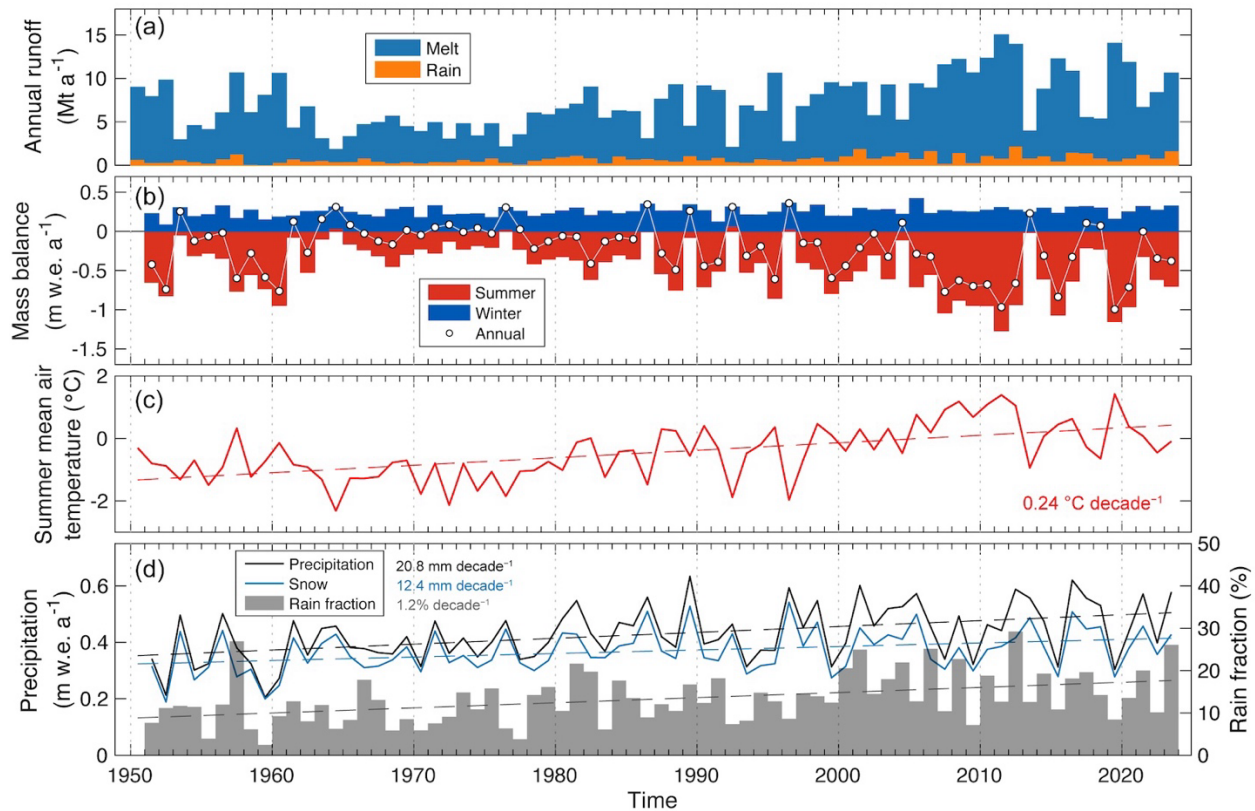 (a)
Annual runoff
(Mt a⁻¹)
15
10
5
0
Melt
Rain
(b)
Mass balance
(m w.e. a⁻¹)
0.5
0
-0.5
-1
-1.5
Summer
Winter
Annual
(c)
Summer mean air
temperature (°C)
2
0
-2
0.24 °C decade⁻¹
(d)
Precipitation
(m w.e. a⁻¹)
0.6
0.4
0.2
0
Precipitation 20.8 mm decade⁻¹
Snow 12.4 mm decade⁻¹
Rain fraction 1.2% decade⁻¹
50
40
30
20
10
0
Rain fraction (%)
1950 1960 1970 1980 1990 2000 2010 2020
Time